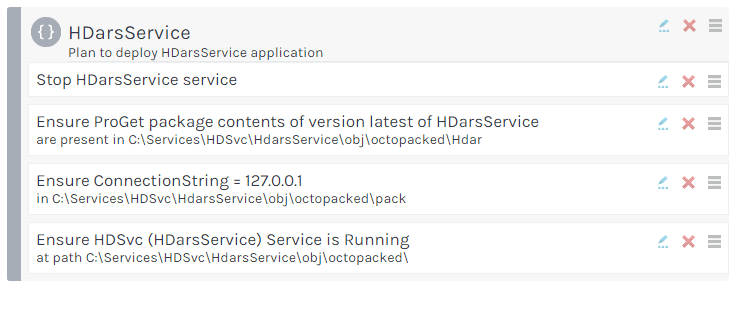 HDarsService
Plan to deploy HDarsService application
Stop HDarsService service
Ensure ProGet package contents of version latest of HDarsService
are present in C:\Services\HDSvc\HdarsService\obj\octopacked\Hdar
Ensure ConnectionString = 127.0.0.1
in C:\Services\HDSvc\HdarsService\obj\octopacked\pack
Ensure HDSvc (HDarsService) Service is Running
at path C:\Services\HDSvc\HdarsService\obj\octopacked\